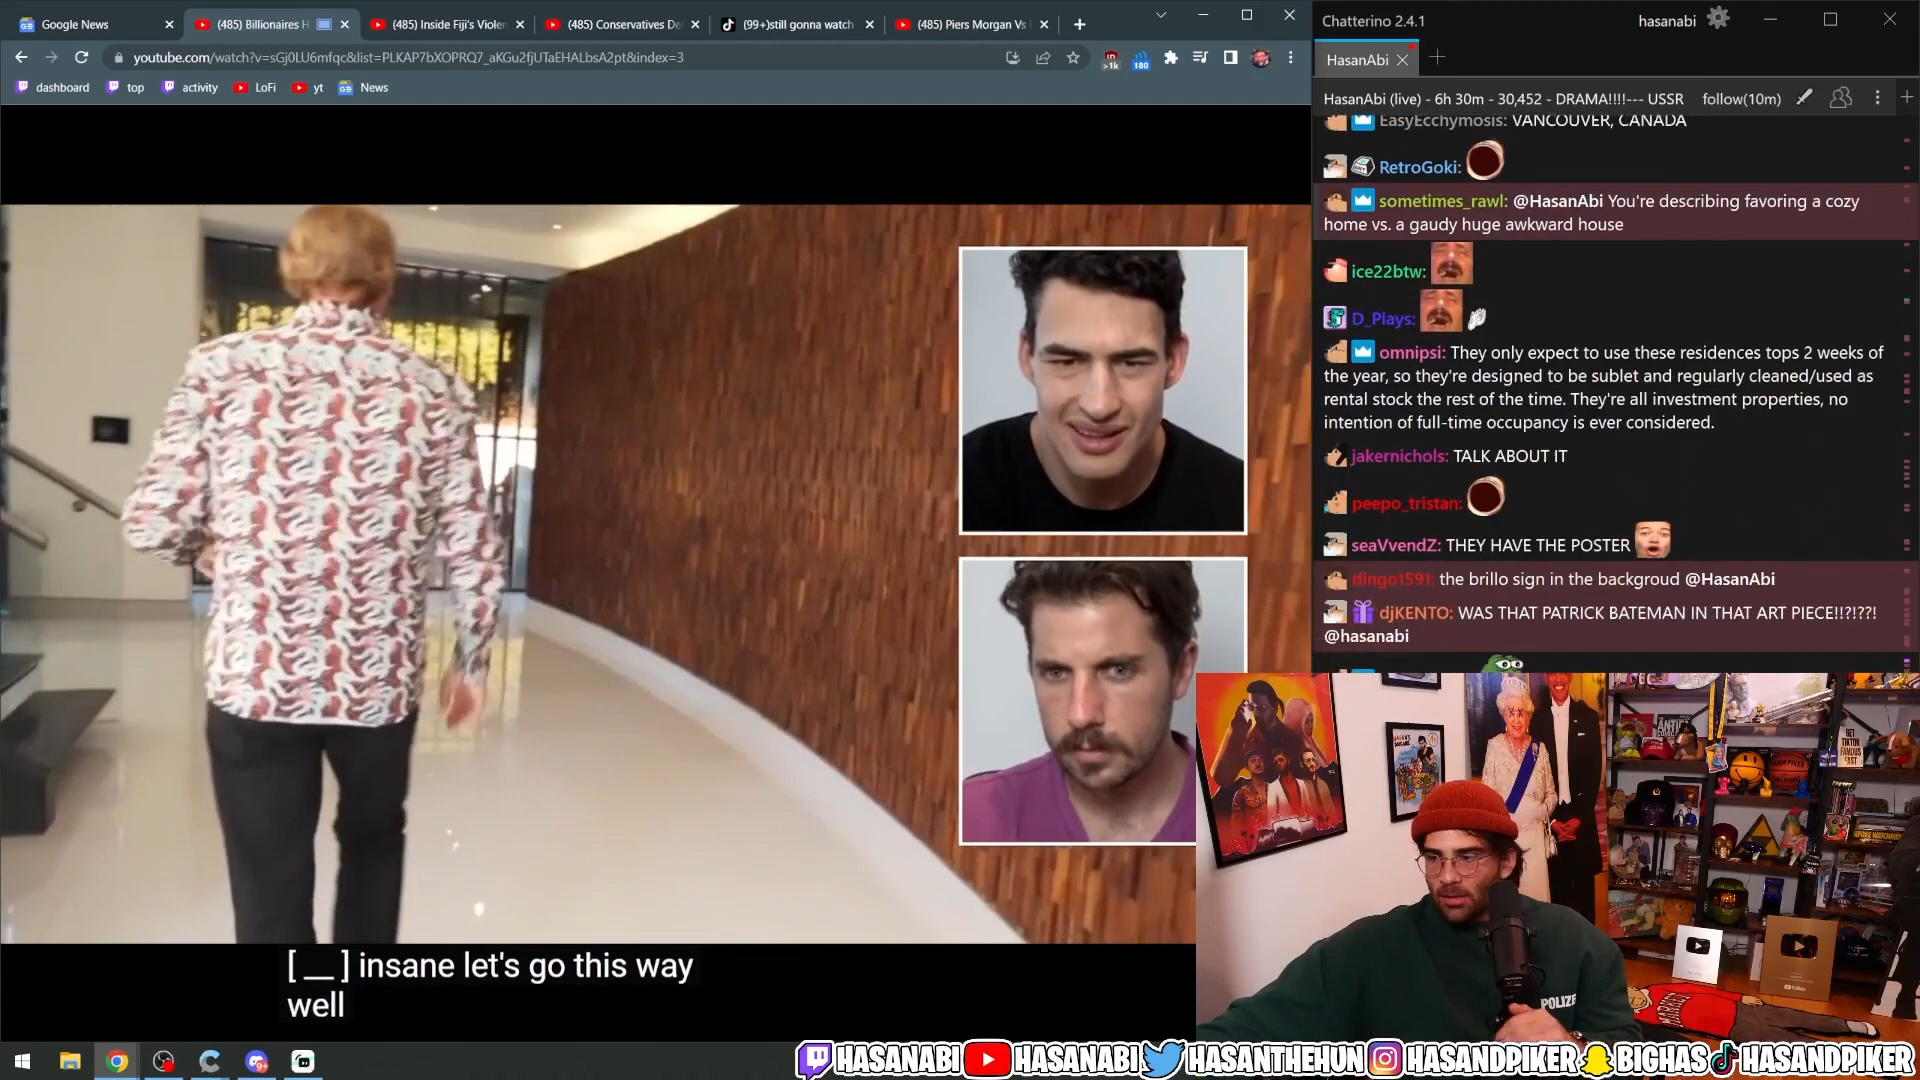 Google News
(485) Billionaires H
(485) Inside Fiji's Violen
(485) Conservatives De
(99+)still gonna watch
(485) Piers Morgan Vs
youtube.com/watch?v=sGj0LU6mfqc&list=PLKAP7bXOPRQ7_aKGu2fjUTaEHALbsA2pt&index=3
>1k
180
dashboard
top
activity
LoFi
yt
News
[ __ ] insane let's go this way
well
Chatterino 2.4.1
hasanabi
HasanAbi
HasanAbi (live) - 6h 30m - 30,452 - DRAMA!!!!--- USSR
follow(10m)
EasyEcchymosis: VANCOUVER, CANADA
RetroGoki:
sometimes_rawl: @HasanAbi You're describing favoring a cozy
home vs. a gaudy huge awkward house
ice22btw:
D_Plays:
omnipsi: They only expect to use these residences tops 2 weeks of
the year, so they're designed to be sublet and regularly cleaned/used as
rental stock the rest of the time. They're all investment properties, no
intention of full-time occupancy is ever considered.
jakernichols: TALK ABOUT IT
peepo_tristan:
seaVvendZ: THEY HAVE THE POSTER
dingo1591: the brillo sign in the backgroud @HasanAbi
djKENTO: WAS THAT PATRICK BATEMAN IN THAT ART PIECE!!?!??!
@hasanabi
GET
TIKTOK
FAMOUS
FAST
POLIZE
YouTube
HASANABI
HASANABI
HASANTHEHUN
HASANDPIKER
BIGHAS
HASANDPIKER